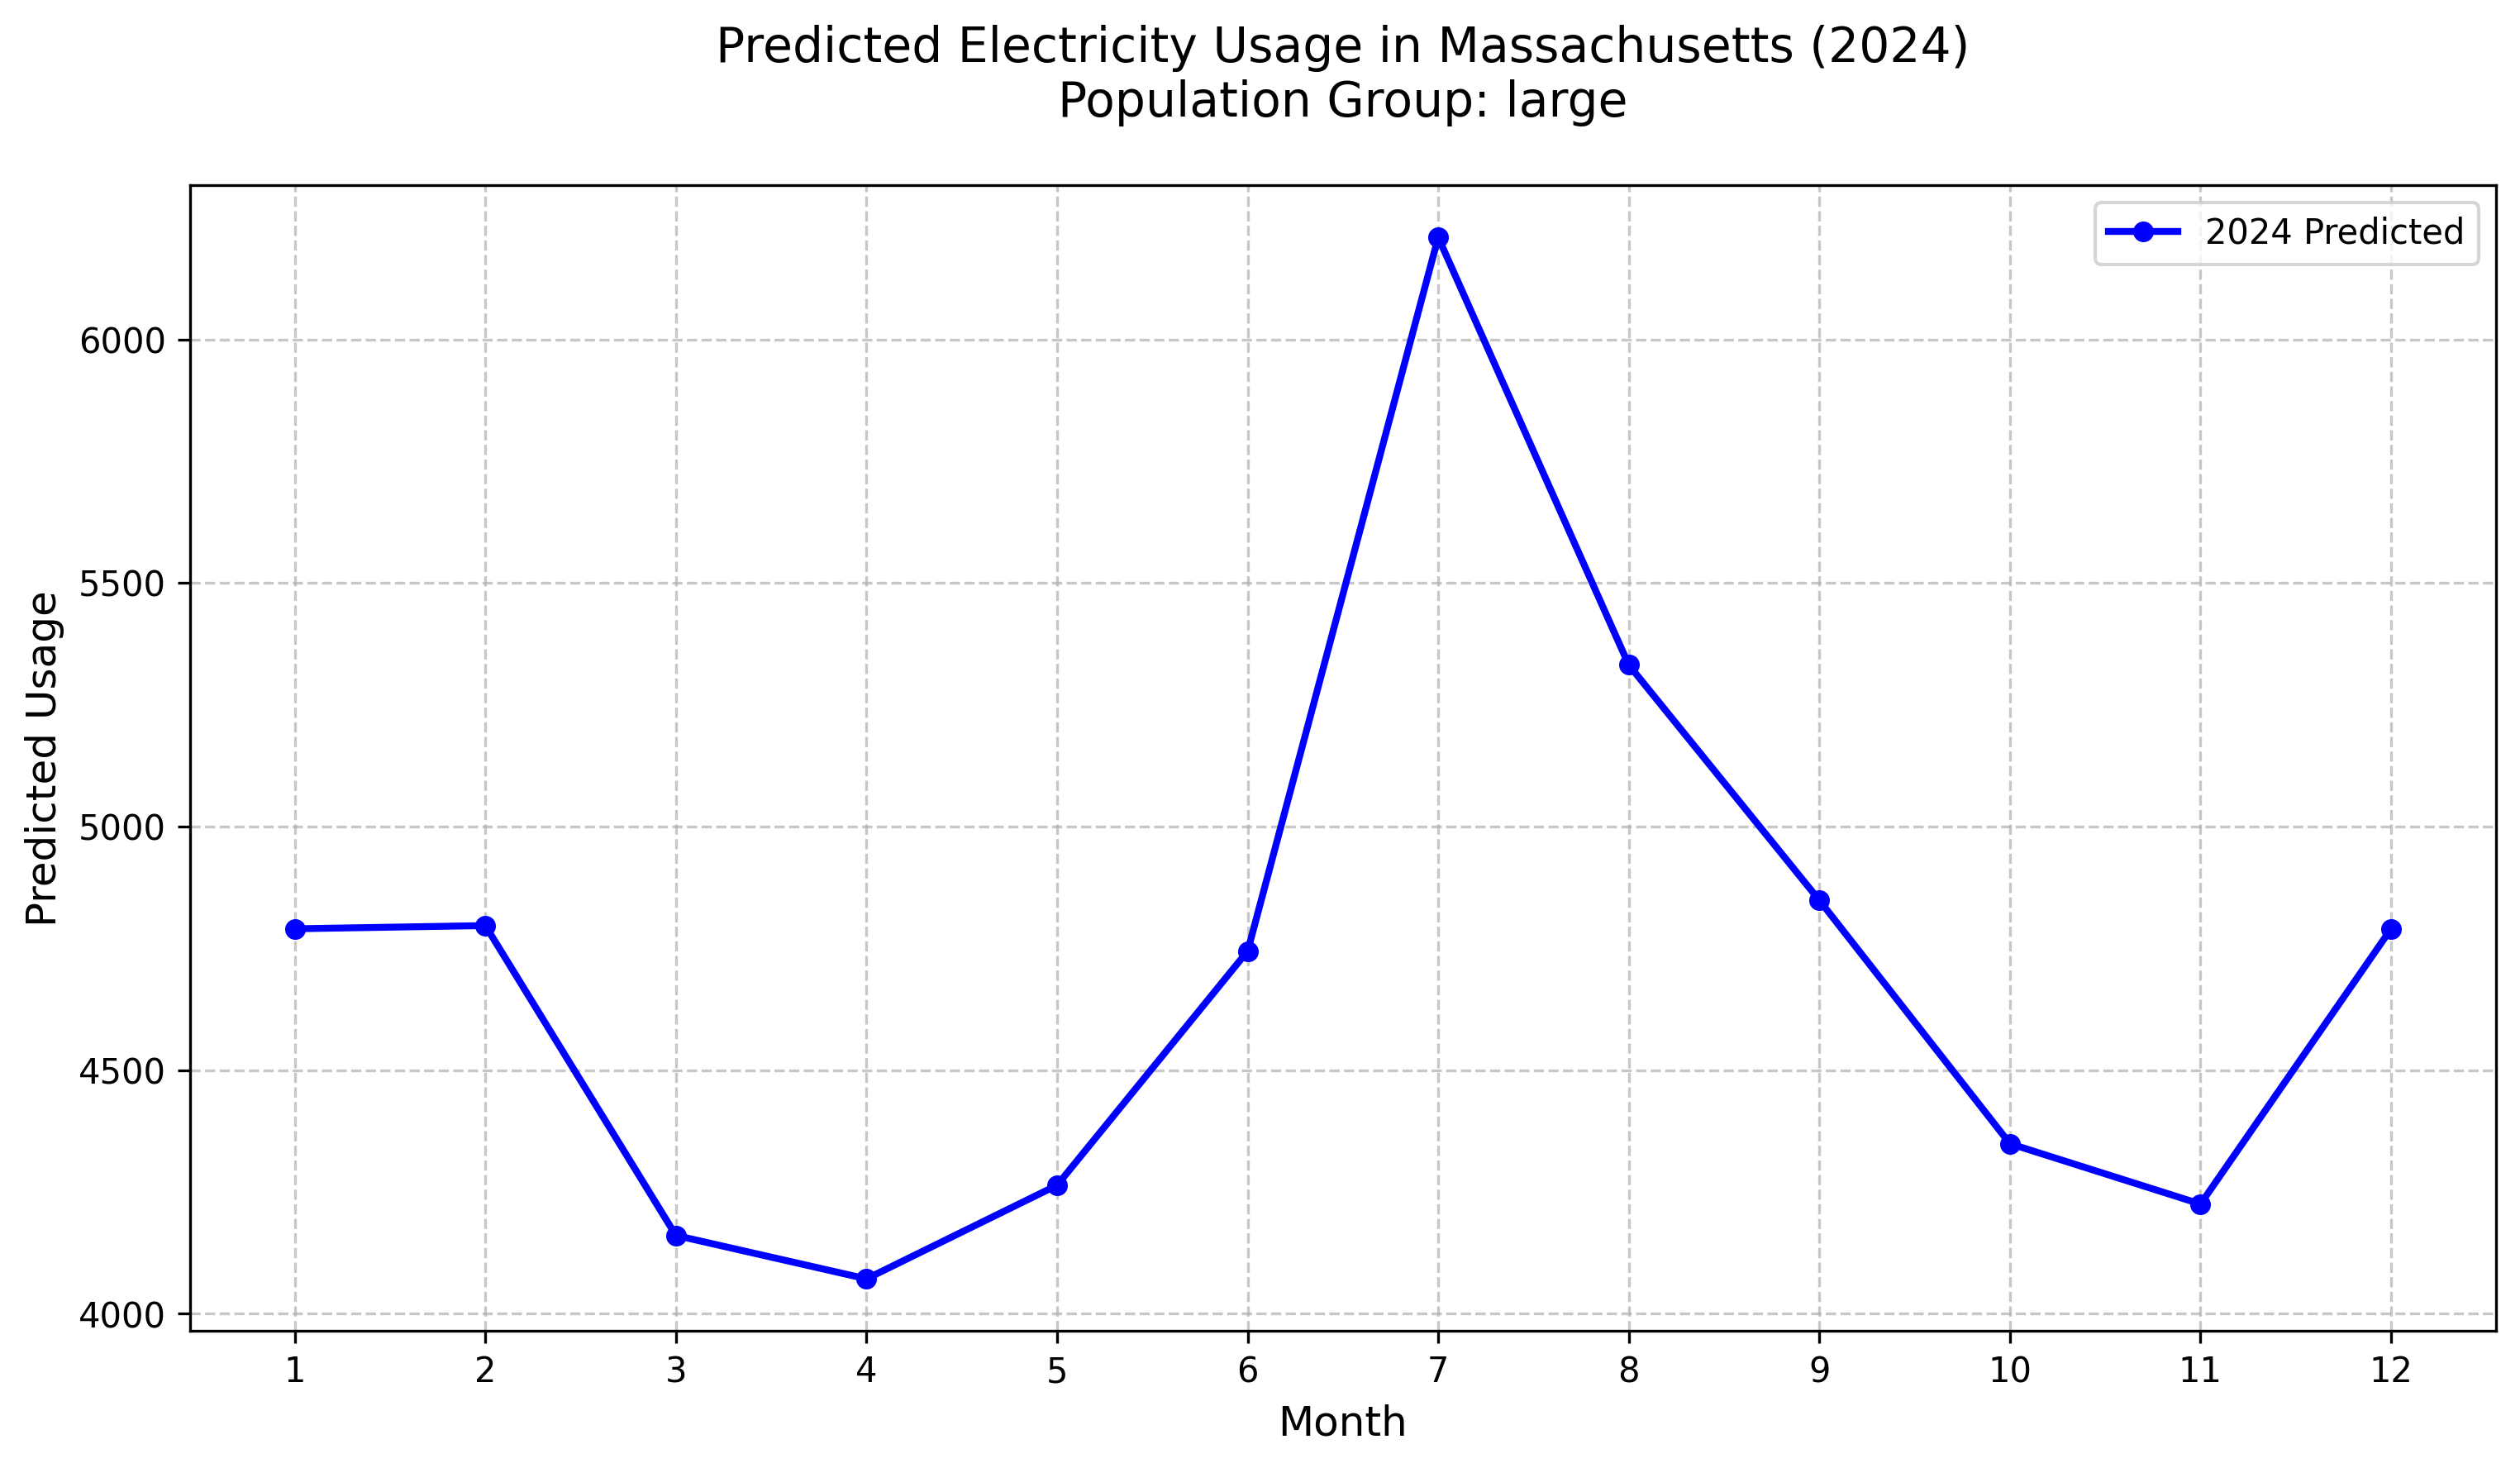 Predicted Electricity Usage in Massachusetts (2024)
Population Group: large
2024 Predicted
Predicted Usage
6000
5500
5000
4500
4000
1 2 3 4 5 6 7 8 9 10 11 12
Month